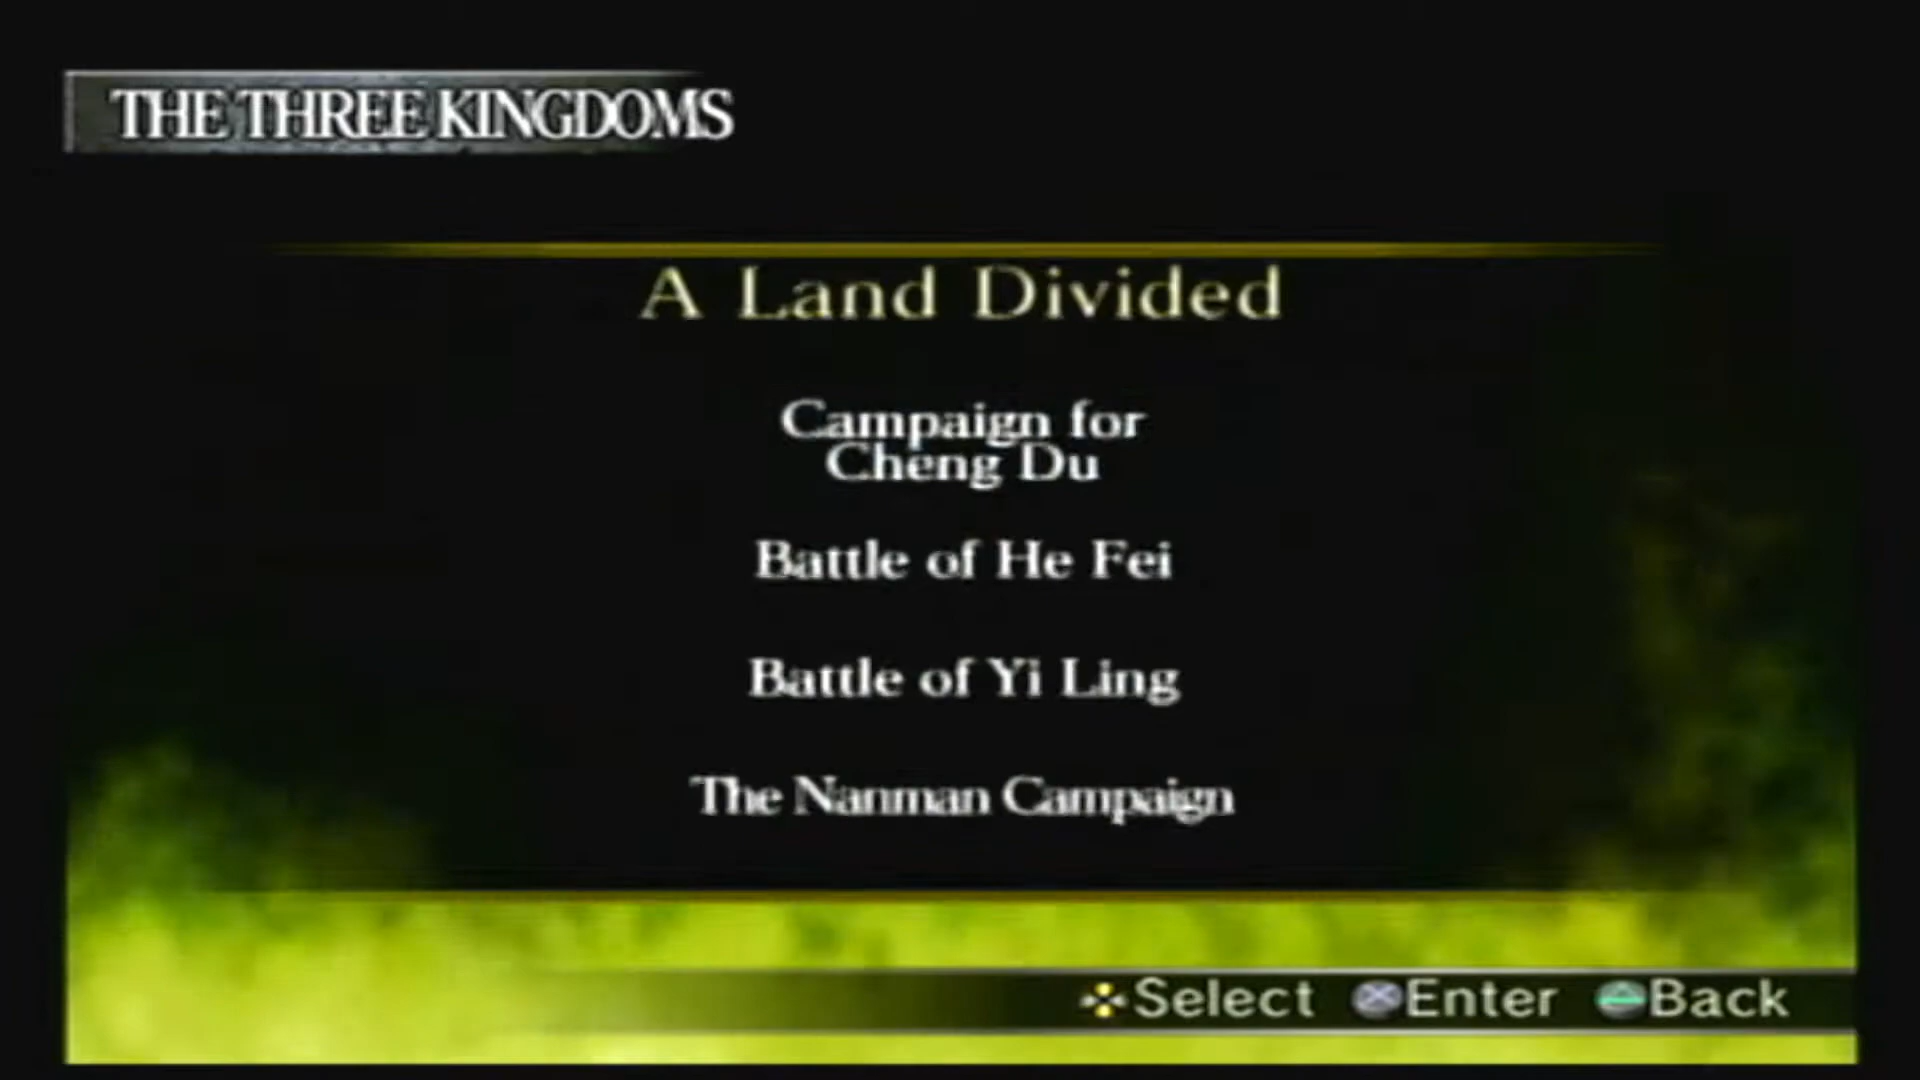 THE THREE KINGDOMS
A Land Divided
Campaign for
Cheng Du
Battle of He Fei
Battle of Yi Ling
The Nanman Campaign
Select Enter Back